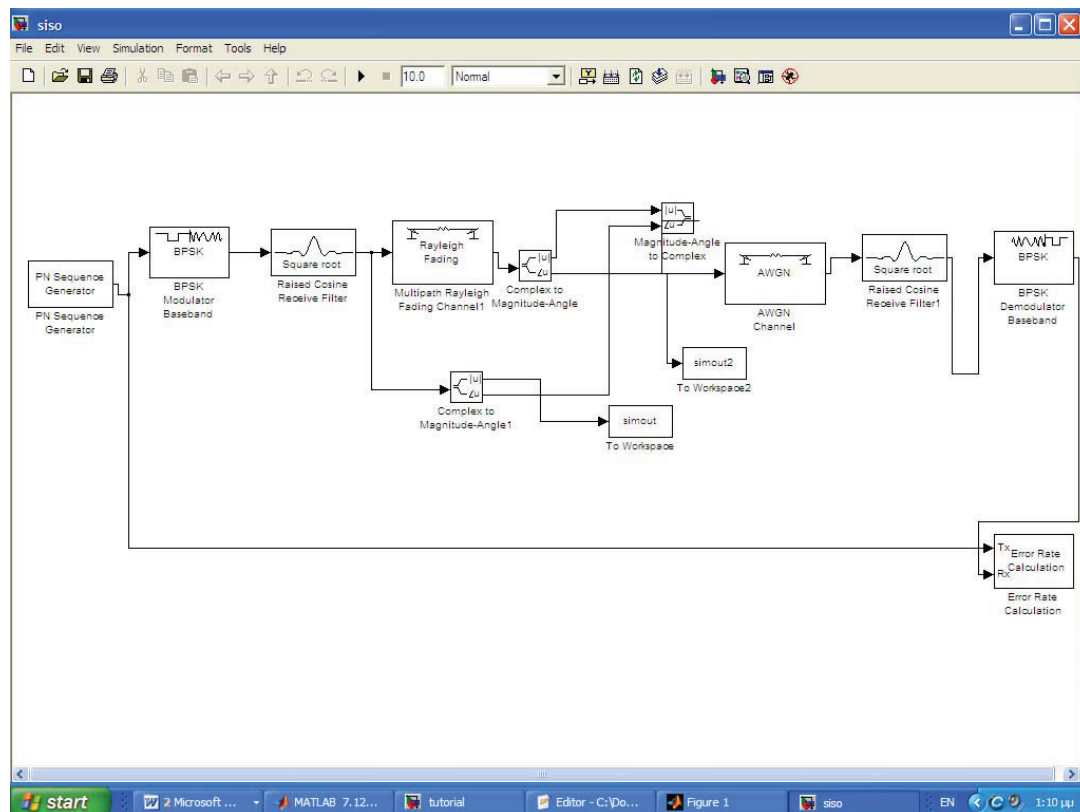 siso
File Edit View Simulation Format Tools Help
10.0 Normal
PN Sequence
Generator
PN Sequence
Generator
BPSK
BPSK
Modulator
Baseband
Square root
Raised Cosine
Receive Filter
Rayleigh
Fading
Multipath Rayleigh
Fading Channel1
|u|
∠u
Complex to
Magnitude-Angle
|u|
∠u
Magnitude-Angle
to Complex
AWGN
AWGN
Channel
Square root
Raised Cosine
Receive Filter1
BPSK
BPSK
Demodulator
Baseband
simout2
To Workspace2
|u|
∠u
Complex to
Magnitude-Angle1
simout
To Workspace
Tx
Rx
Error Rate
Calculation
Error Rate
Calculation
start
2 Microsoft ...
MATLAB 7.12...
tutorial
Editor - C:\Do...
Figure 1
siso
EN
1:10 μμ